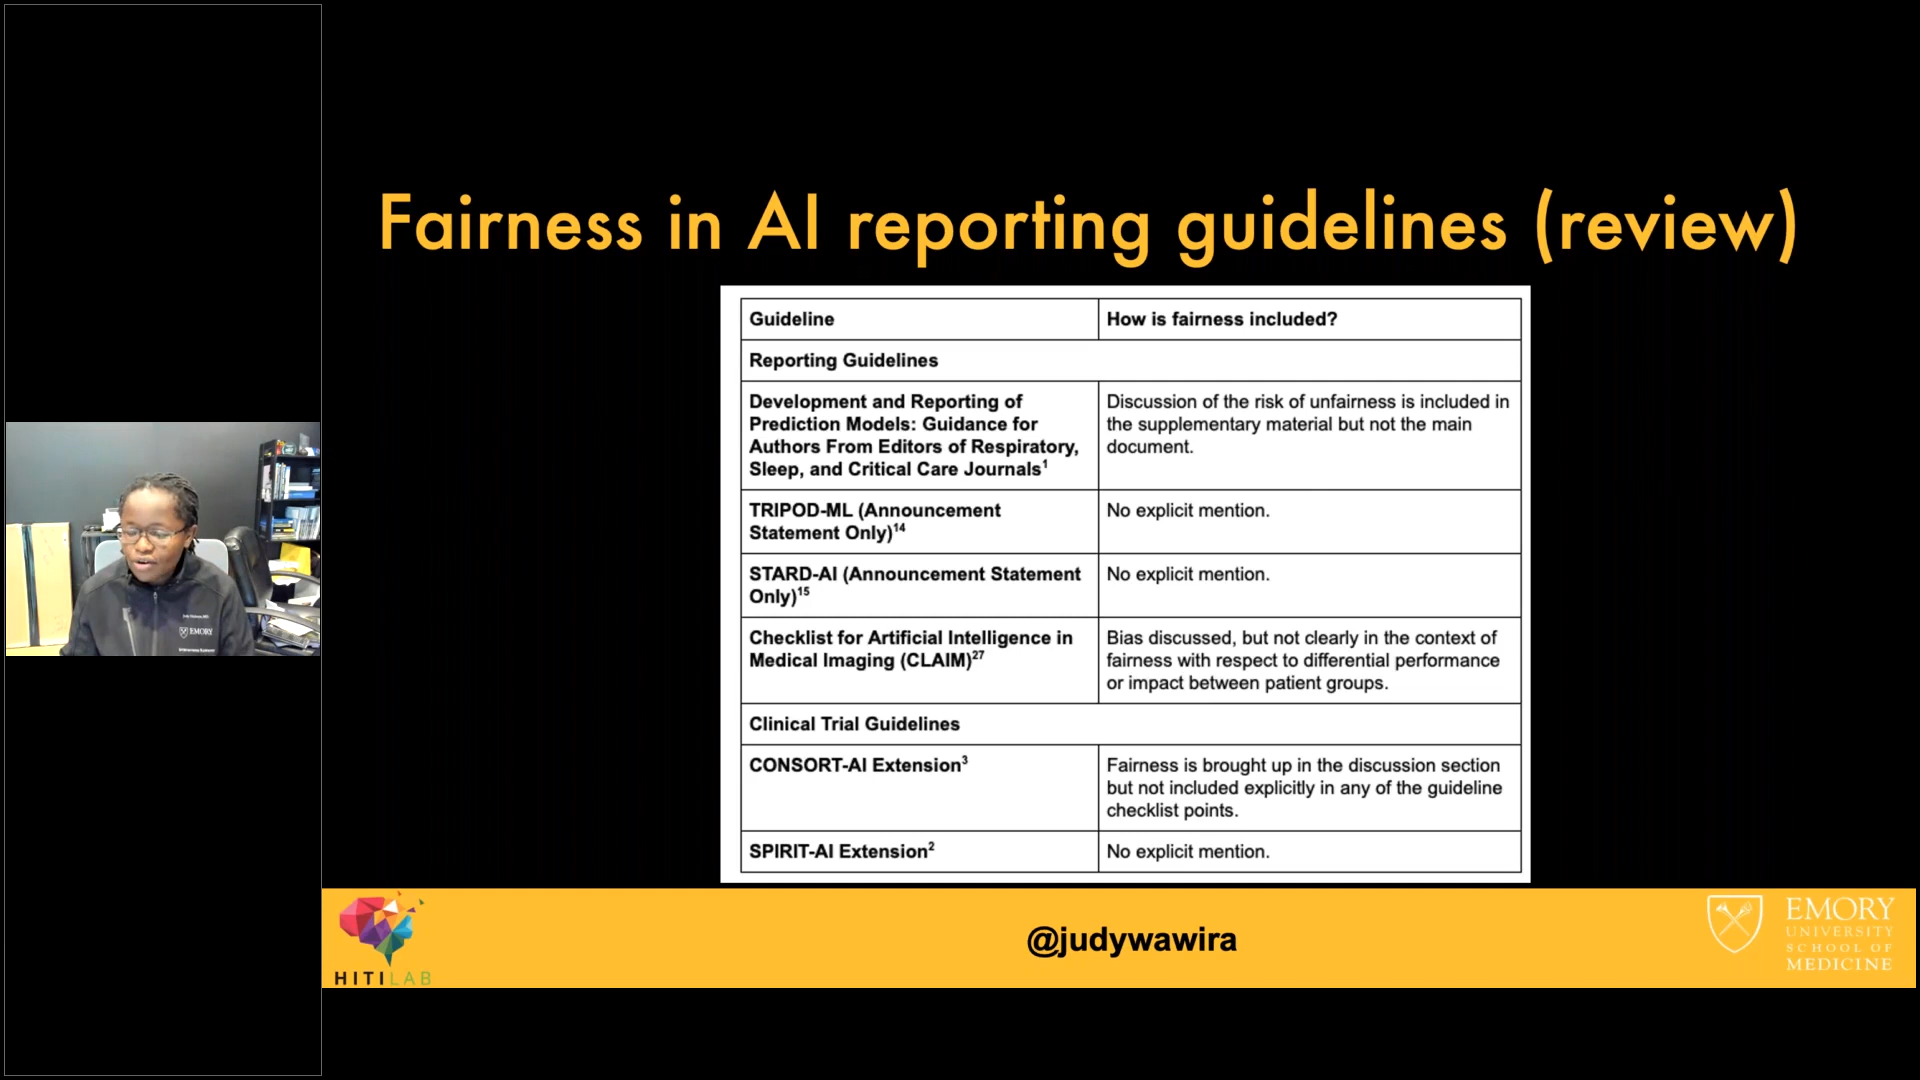 Fairness in AI reporting guidelines (review)
Guideline
How is fairness included?
Reporting Guidelines
Development and Reporting of
Prediction Models: Guidance for
Authors From Editors of Respiratory,
Sleep, and Critical Care Journals1
Discussion of the risk of unfairness is included in
the supplementary material but not the main
document.
TRIPOD-ML (Announcement
Statement Only)14
No explicit mention.
STARD-AI (Announcement Statement
Only)15
No explicit mention.
Checklist for Artificial Intelligence in
Medical Imaging (CLAIM)27
Bias discussed, but not clearly in the context of
fairness with respect to differential performance
or impact between patient groups.
Clinical Trial Guidelines
CONSORT-AI Extension3
Fairness is brought up in the discussion section
but not included explicitly in any of the guideline
checklist points.
SPIRIT-AI Extension2
No explicit mention.
HITILAB
@judywawira
EMORY
UNIVERSITY
SCHOOL OF
MEDICINE
EMORY